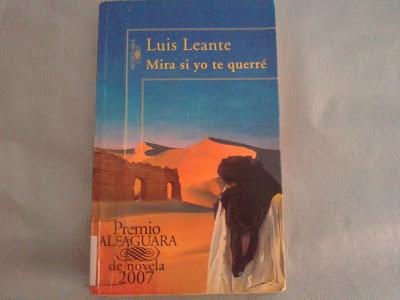 Luis Leante
Mira si yo te querré
Premio
ALFAGUARA
de novela
2007